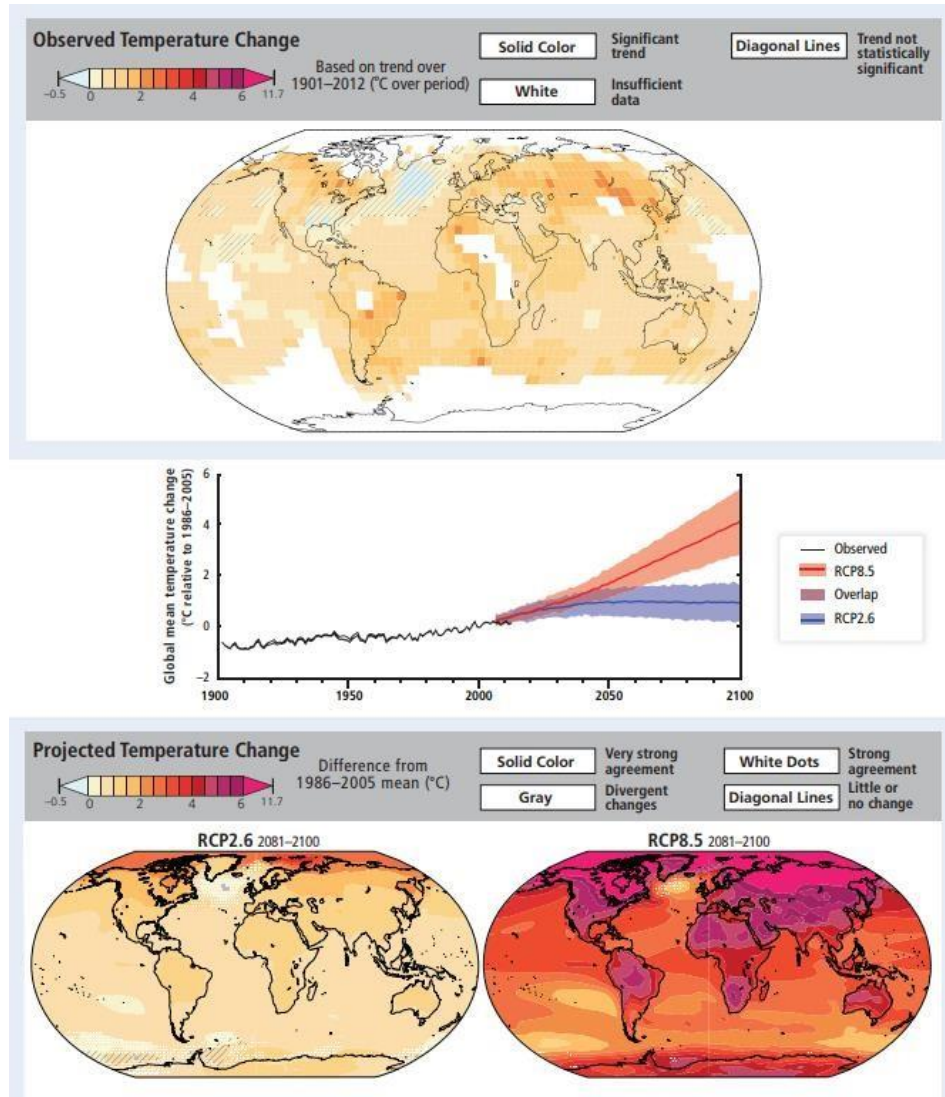 Observed Temperature Change
−0.5 0 2 4 6 11.7
Based on trend over
1901–2012 (°C over period)
Solid Color
Significant
trend
White
Insufficient
data
Diagonal Lines
Trend not
statistically
significant
Global mean temperature change
(°C relative to 1986–2005)
6
4
2
0
−2
1900 1950 2000 2050 2100
Observed
RCP8.5
Overlap
RCP2.6
Projected Temperature Change
−0.5 0 2 4 6 11.7
Difference from
1986–2005 mean (°C)
Solid Color
Very strong
agreement
Gray
Divergent
changes
White Dots
Strong
agreement
Diagonal Lines
Little or
no change
RCP2.6 2081–2100
RCP8.5 2081–2100